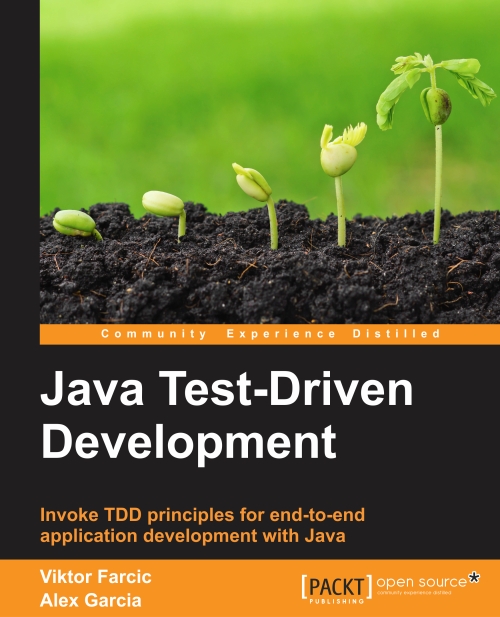 Community Experience Distilled
Java Test-Driven
Development
Invoke TDD principles for end-to-end
application development with Java
Viktor Farcic
Alex Garcia
[PACKT] open source*
PUBLISHING community experience distilled